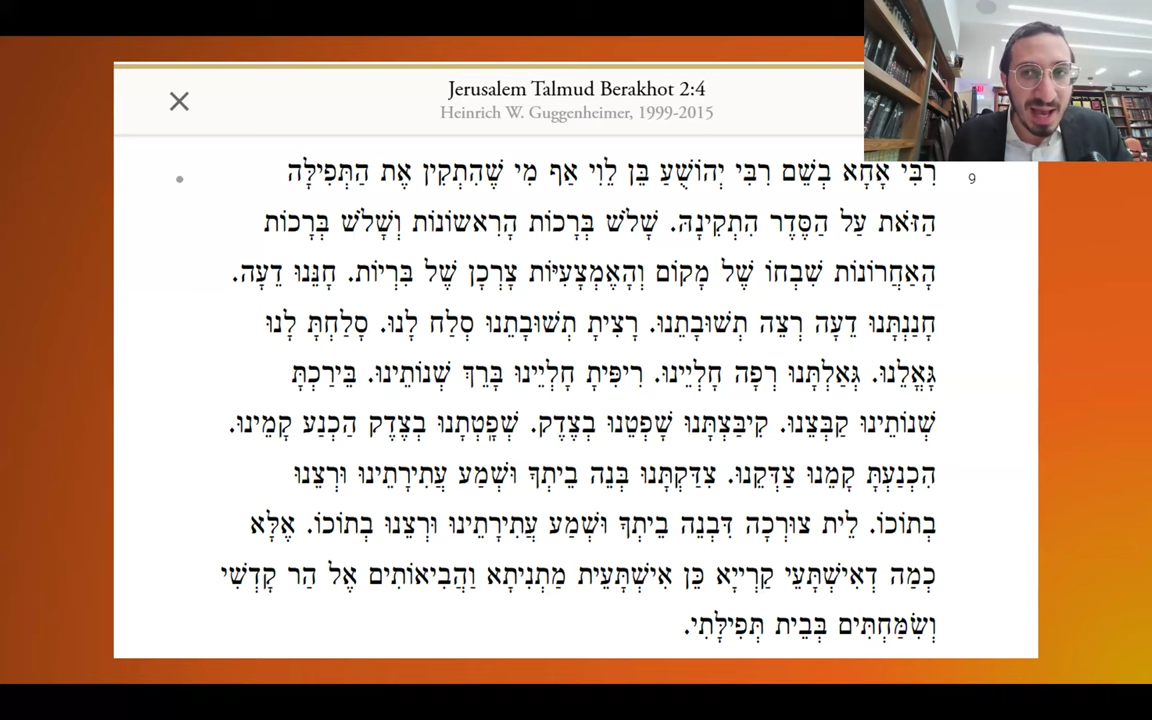 Jerusalem Talmud Berakhot 2:4
Heinrich W. Guggenheimer, 1999-2015
9
רִבִּי אָחָא בְשֵׁם רִבִּי יְהוֹשֻׁעַ בֵּן לֵוִי אַף מִי שֶׁהִתְקִין אֶת הַתְּפִילָּה
הַזֹּאת עַל הַסֶּדֶר הִתְקִינָהּ. שָׁלֹשׁ בְּרָכוֹת הָרִאשׁוֹנוֹת וְשָׁלֹשׁ בְּרָכוֹת
הָאַחֲרוֹנוֹת שִׁבְחוֹ שֶׁל מָקוֹם וְהָאֶמְצָעִיּוֹת צָרְכָן שֶׁל בִּרְיוֹת. חָנֵּנוּ דֵעָה.
חָנַנְתָּנוּ דֵעָה רְצֵה תְשׁוּבָתֵנוּ. רָצִיתָ תְשׁוּבָתֵנוּ סְלַח לָנוּ. סָלַחְתָּ לָנוּ
גָּאֳלֵנוּ. גְּאַלְתָּנוּ רְפָה חָלְיֵינוּ. רִיפִּיתָ חָלְיֵינוּ בָּרֵךְ שְׁנוֹתֵינוּ. בֵּירַכְתָּ
שְׁנוֹתֵינוּ קַבְּצֵנוּ. קִיבַּצְתָּנוּ שָׁפְטֵנוּ בְצֶדֶק. שְׁפָטְתָנוּ בְצֶדֶק הַכְנַע קָמֵינוּ.
הִכְנַעְתָּ קָמֵנוּ צַדְּקֵנוּ. צִדַּקְתָּנוּ בְּנֵה בֵיתְךָ וּשְׁמַע עֲתִירָתֵינוּ וּרְצֵנוּ
בְתוֹכוֹ. לֵית צוּרְכָה דִּבְנֵה בֵיתְךָ וּשְׁמַע עֲתִירָתֵינוּ וּרְצֵנוּ בְתוֹכוֹ. אֶלָּא
כְמַה דְאִישְׁתָּעֵי קַרְייָא כֵּן אִישְׁתָּעֵית מַתְנִיתָא וַהֲבִיאוֹתִים אֶל הַר קָדְשִׁי
וְשִׂמַּחְתִּים בְּבֵית תְּפִילָּתִי.